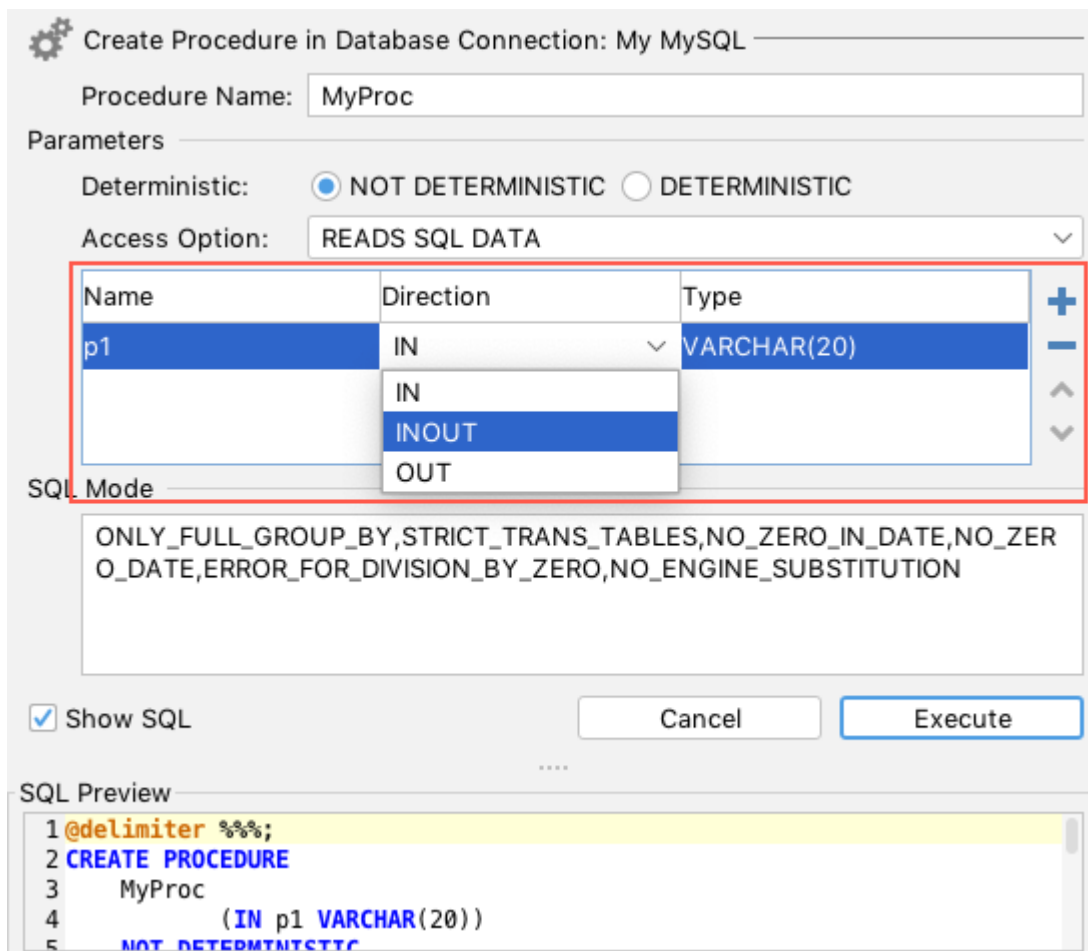 Create Procedure in Database Connection: My MySQL
Procedure Name: MyProc
Parameters
Deterministic: NOT DETERMINISTIC DETERMINISTIC
Access Option: READS SQL DATA
Name Direction Type
p1 IN VARCHAR(20)
IN
INOUT
OUT
SQL Mode
ONLY_FULL_GROUP_BY,STRICT_TRANS_TABLES,NO_ZERO_IN_DATE,NO_ZER
O_DATE,ERROR_FOR_DIVISION_BY_ZERO,NO_ENGINE_SUBSTITUTION
Show SQL Cancel Execute
SQL Preview
1 @delimiter %%%;
2 CREATE PROCEDURE
3 MyProc
4 (IN p1 VARCHAR(20))
5 NOT DETERMINISTIC